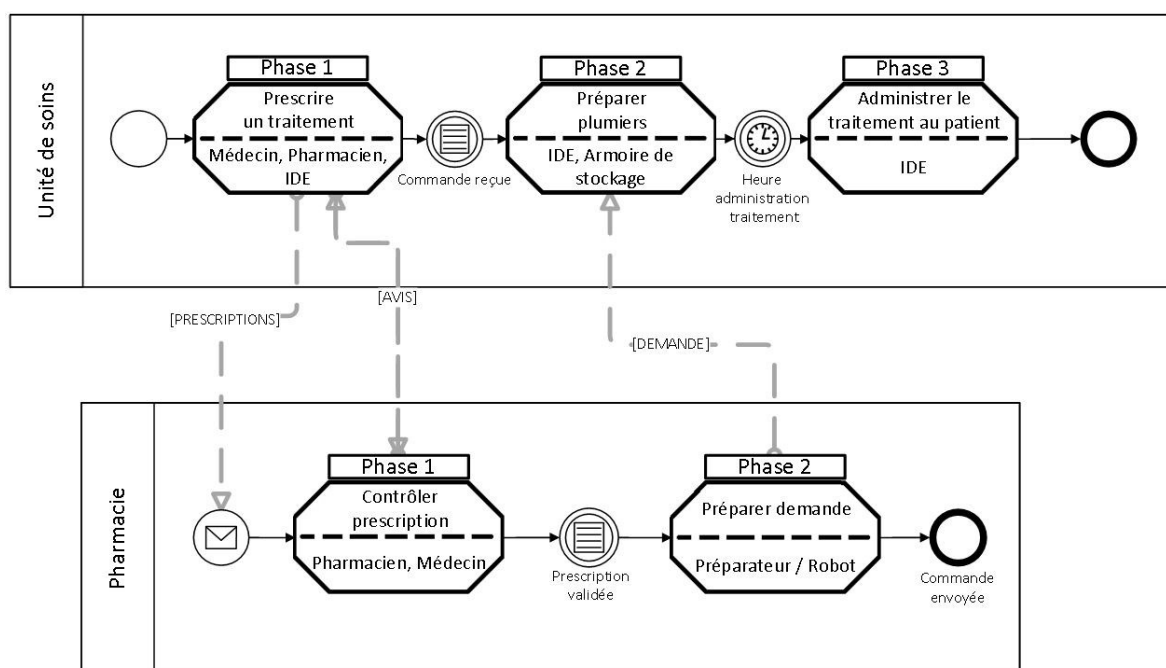 Unité de soins
Phase 1
Prescrire
un traitement
Médecin, Pharmacien,
IDE
Commande reçue
Phase 2
Préparer
plumiers
IDE, Armoire de
stockage
Heure
administration
traitement
Phase 3
Administrer le
traitement au patient
IDE
[PRESCRIPTIONS]
[AVIS]
[DEMANDE]
Pharmacie
Phase 1
Contrôler
prescription
Pharmacien, Médecin
Prescription
validée
Phase 2
Préparer demande
Préparateur / Robot
Commande
envoyée